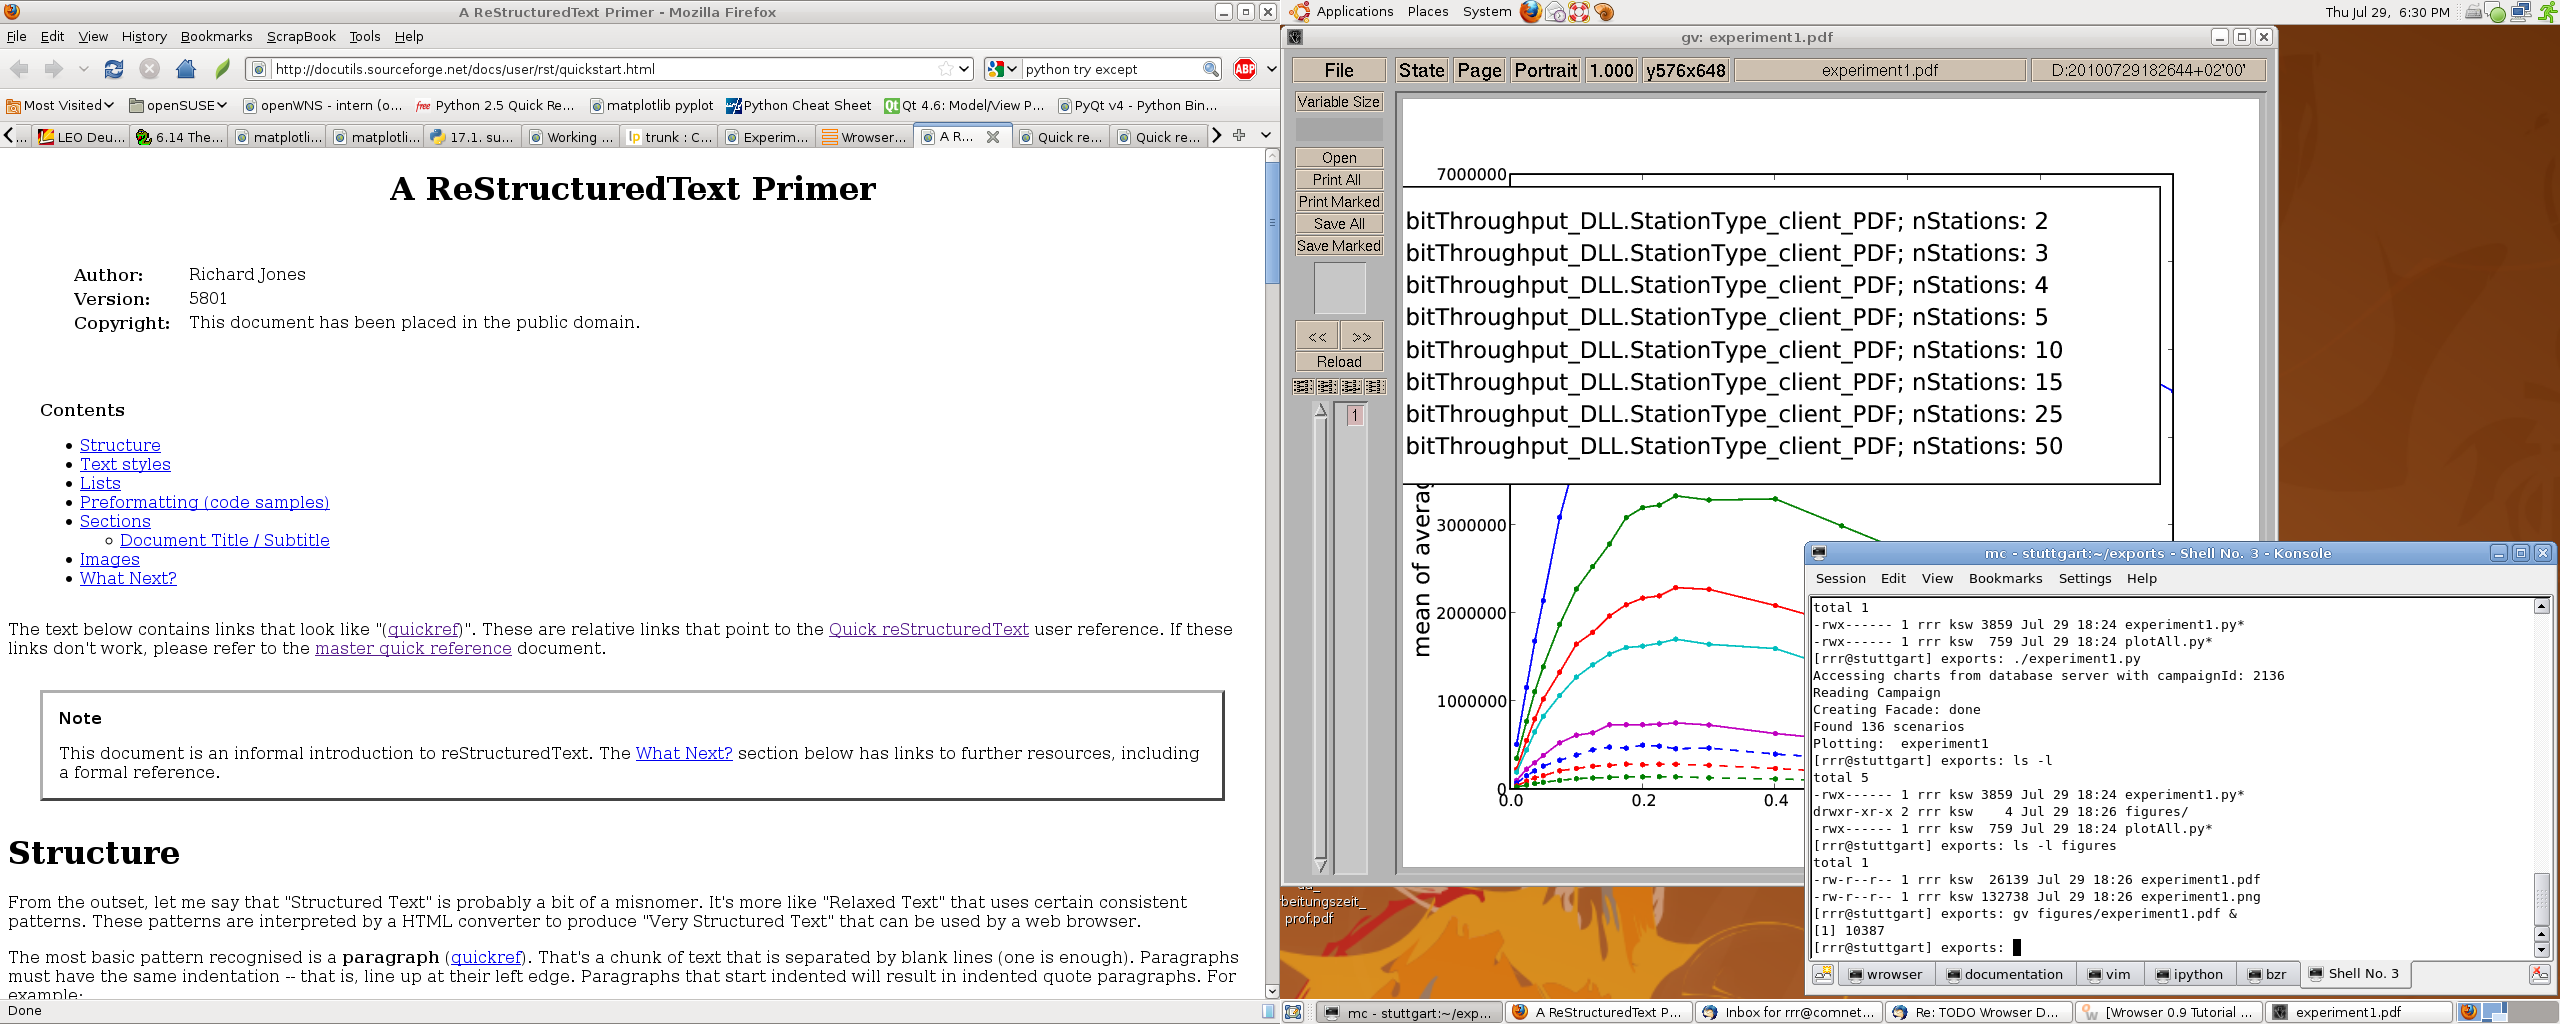 A ReStructuredText Primer - Mozilla Firefox
File Edit View History Bookmarks ScrapBook Tools Help
http://docutils.sourceforge.net/docs/user/rst/quickstart.html
python try except
ABP
Most Visited openSUSE openWNS - intern (o... free Python 2.5 Quick Re... matplotlib pyplot Python Cheat Sheet Qt 4.6: Model/View P... PyQt v4 - Python Bin...
... LEO Deu... 6.14 The... matplotli... matplotli... 17.1. su... Working ... lp trunk : C... Experim... Wrowser... A R... Quick re... Quick re...
A ReStructuredText Primer
Author: Richard Jones
Version: 5801
Copyright: This document has been placed in the public domain.
Contents
Structure
Text styles
Lists
Preformatting (code samples)
Sections
Document Title / Subtitle
Images
What Next?
The text below contains links that look like "(quickref)". These are relative links that point to the Quick reStructuredText user reference. If these
links don't work, please refer to the master quick reference document.
Note
This document is an informal introduction to reStructuredText. The What Next? section below has links to further resources, including
a formal reference.
Structure
From the outset, let me say that "Structured Text" is probably a bit of a misnomer. It's more like "Relaxed Text" that uses certain consistent
patterns. These patterns are interpreted by a HTML converter to produce "Very Structured Text" that can be used by a web browser.
The most basic pattern recognised is a paragraph (quickref). That's a chunk of text that is separated by blank lines (one is enough). Paragraphs
must have the same indentation -- that is, line up at their left edge. Paragraphs that start indented will result in indented quote paragraphs. For
example:
Done
Applications Places System
Thu Jul 29, 6:30 PM
gv: experiment1.pdf
File State Page Portrait 1.000 y576x648 experiment1.pdf D:20100729182644+02'00'
Variable Size
Open
Print All
Print Marked
Save All
Save Marked
<< >>
Reload
1
7000000
bitThroughput_DLL.StationType_client_PDF; nStations: 2
bitThroughput_DLL.StationType_client_PDF; nStations: 3
bitThroughput_DLL.StationType_client_PDF; nStations: 4
bitThroughput_DLL.StationType_client_PDF; nStations: 5
bitThroughput_DLL.StationType_client_PDF; nStations: 10
bitThroughput_DLL.StationType_client_PDF; nStations: 15
bitThroughput_DLL.StationType_client_PDF; nStations: 25
bitThroughput_DLL.StationType_client_PDF; nStations: 50
mean of averag
3000000
2000000
1000000
0
0.0 0.2 0.4
beitungszeit_
prof.pdf
mc - stuttgart:~/exports - Shell No. 3 - Konsole
Session Edit View Bookmarks Settings Help
total 1
-rwx------ 1 rrr ksw 3859 Jul 29 18:24 experiment1.py*
-rwx------ 1 rrr ksw  759 Jul 29 18:24 plotAll.py*
[rrr@stuttgart] exports: ./experiment1.py
Accessing charts from database server with campaignId: 2136
Reading Campaign
Creating Facade: done
Found 136 scenarios
Plotting:  experiment1
[rrr@stuttgart] exports: ls -l
total 5
-rwx------ 1 rrr ksw 3859 Jul 29 18:24 experiment1.py*
drwxr-xr-x 2 rrr ksw    4 Jul 29 18:26 figures/
-rwx------ 1 rrr ksw  759 Jul 29 18:24 plotAll.py*
[rrr@stuttgart] exports: ls -l figures
total 1
-rw-r--r-- 1 rrr ksw  26139 Jul 29 18:26 experiment1.pdf
-rw-r--r-- 1 rrr ksw 132738 Jul 29 18:26 experiment1.png
[rrr@stuttgart] exports: gv figures/experiment1.pdf &
[1] 10387
[rrr@stuttgart] exports:
wrowser documentation vim ipython bzr Shell No. 3
mc - stuttgart:~/exp... A ReStructuredText P... Inbox for rrr@comnet... Re: TODO Wrowser D... [Wrowser 0.9 Tutorial ... experiment1.pdf